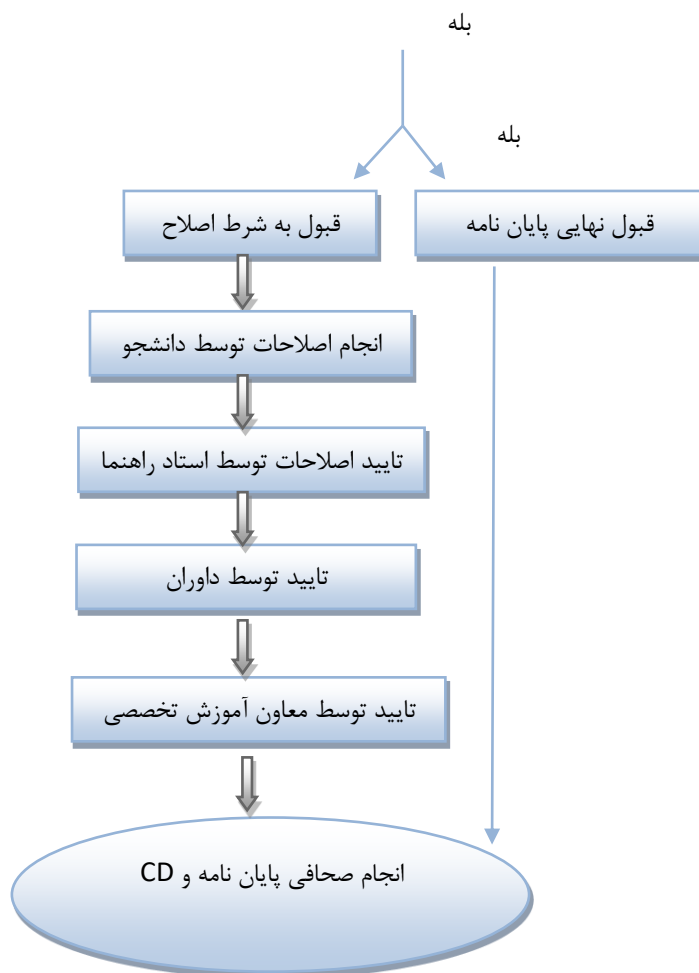 بله
بله
قبول نهایی پایان نامه
قبول به شرط اصلاح
انجام اصلاحات توسط دانشجو
تایید اصلاحات توسط استاد راهنما
تایید توسط داوران
تایید توسط معاون آموزش تخصصی
انجام صحافی پایان نامه و CD